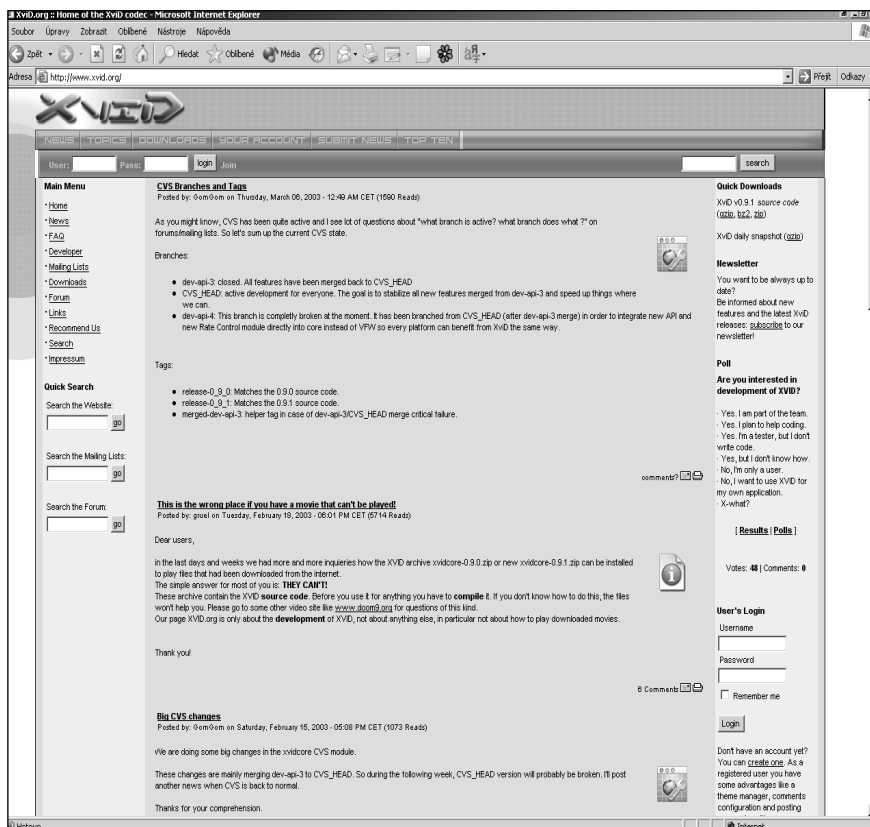 XviD.org :: Home of the XviD codec - Microsoft Internet Explorer
Soubor Úpravy Zobrazit Oblíbené Nástroje Nápověda
Zpět Hledat Oblíbené Média
Adresa http://www.xvid.org/ Přejít Odkazy
XVID
NEWS TOPICS DOWNLOADS YOUR ACCOUNT SUBMIT NEWS TOP TEN
User: Pass: login Join search
Main Menu
· Home
· News
· FAQ
· Developer
· Mailing Lists
· Downloads
· Forum
· Links
· Recommend Us
· Search
· Impressum
Quick Search
Search the Website:
go
Search the Mailing Lists:
go
Search the Forum:
go
CVS Branches and Tags
Posted by: GomGom on Thursday, March 06, 2003 - 12:49 AM CET (1590 Reads)
As you might know, CVS has been quite active and I see lot of questions about "what branch is active? what branch does what ?" on
forums/mailing lists. So let's sum up the current CVS state.
Branches:
• dev-api-3: closed. All features have been merged back to CVS_HEAD
• CVS_HEAD: active development for everyone. The goal is to stabilize all new features merged from dev-api-3 and speed up things where
we can.
• dev-api-4: This branch is completly broken at the moment. It has been branched from CVS_HEAD (after dev-api-3 merge) in order to integrate new API and
new Rate Control module directly into core instead of VFW so every platform can benefit from XviD the same way.
Tags:
• release-0_9_0: Matches the 0.9.0 source code.
• release-0_9_1: Matches the 0.9.1 source code.
• merged-dev-api-3: helper tag in case of dev-api-3/CVS_HEAD merge critical failure.
comments?
This is the wrong place if you have a movie that can't be played!
Posted by: gruel on Tuesday, February 18, 2003 - 06:01 PM CET (5714 Reads)
Dear users,
in the last days and weeks we had more and more inquieries how the XVID archive xvidcore-0.9.0.zip or new xvidcore-0.9.1.zip can be installed
to play files that had been downloaded from the internet.
The simple answer for most of you is: THEY CAN'T!
These archive contain the XVID source code. Before you use it for anything you have to compile it. If you don't know how to do this, the files
won't help you. Please go to some other video site like www.doom9.org for questions of this kind.
Our page XVID.org is only about the development of XVID, not about anything else, in particular not about how to play downloaded movies.
Thank you!
6 Comments
Big CVS changes
Posted by: GomGom on Saturday, February 15, 2003 - 05:08 PM CET (1073 Reads)
We are doing some big changes in the xvidcore CVS module.
These changes are mainly merging dev-api-3 to CVS_HEAD. So during the following week, CVS_HEAD version will probably be broken. I'll post
another news when CVS is back to normal.
Thanks for your comprehension.
Quick Downloads
XviD v0.9.1 source code
(gzip, bz2, zip)
XviD daily snapshot (gzip)
Newsletter
You want to be always up to
date?
Be informed about new
features and the latest XviD
releases: subscribe to our
newsletter!
Poll
Are you interested in
development of XVID?
· Yes. I am part of the team.
· Yes. I plan to help coding.
· Yes. I'm a tester, but I don't
write code.
· Yes, but I don't know how.
· No, I'm only a user.
· No, I want to use XVID for
my own application.
· X-what?
[ Results | Polls ]
Votes: 48 | Comments: 0
User's Login
Username
Password
Remember me
Login
Don't have an account yet?
You can create one. As a
registered user you have
some advantages like a
theme manager, comments
configuration and posting
Hotovo Internet